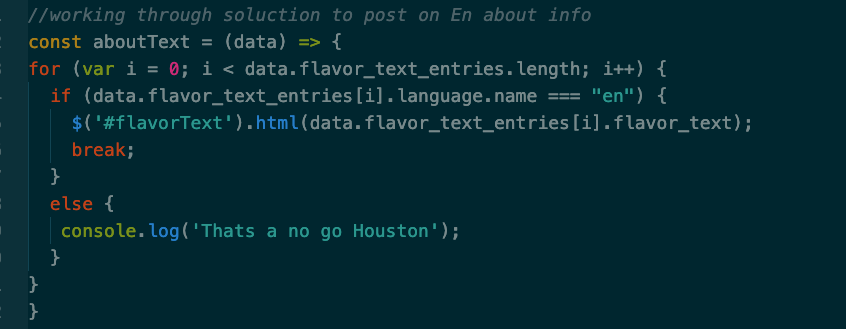 //working through soluction to post on En about info
const aboutText = (data) => {
for (var i = 0; i < data.flavor_text_entries.length; i++) {
if (data.flavor_text_entries[i].language.name === "en") {
$('#flavorText').html(data.flavor_text_entries[i].flavor_text);
break;
}
else {
console.log('Thats a no go Houston');
}
}
}